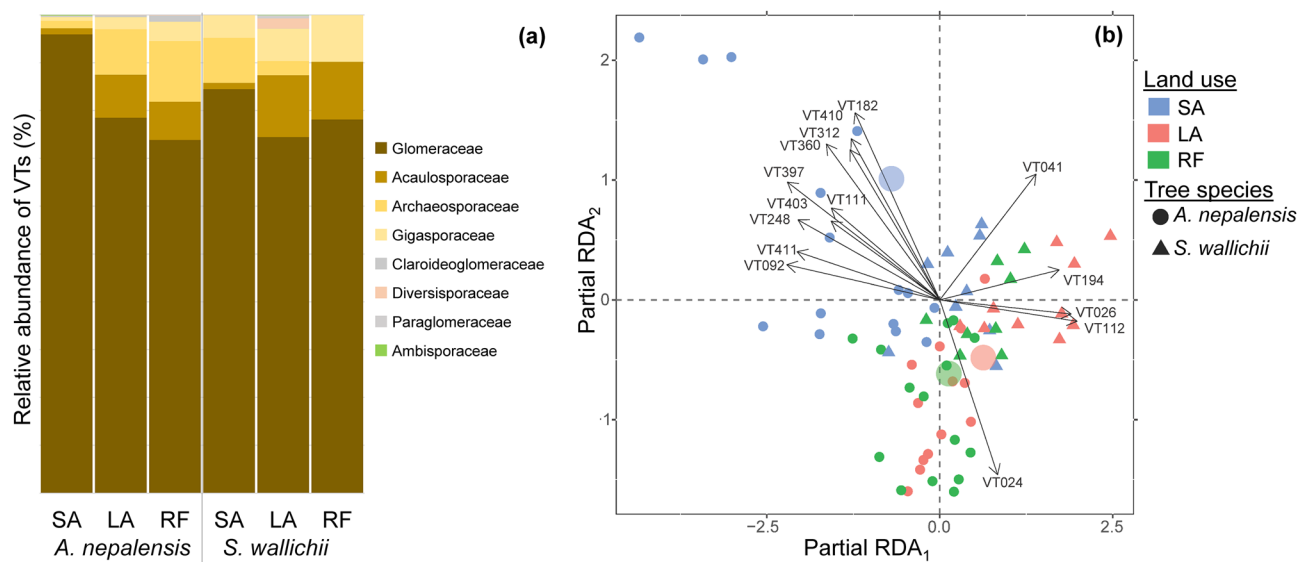 (a)
Relative abundance of VTs (%)
SA LA RF SA LA RF
A. nepalensis S. wallichii
Glomeraceae
Acaulosporaceae
Archaeosporaceae
Gigasporaceae
Claroideoglomeraceae
Diversisporaceae
Paraglomeraceae
Ambisporaceae
(b)
Partial RDA2
2
1
0
·1
VT182
VT410
VT312
VT360
VT397
VT111
VT403
VT248
VT411
VT092
VT041
VT194
VT026
VT112
VT024
−2.5 0.0 2.5
Partial RDA1
Land use
SA
LA
RF
Tree species
A. nepalensis
S. wallichii